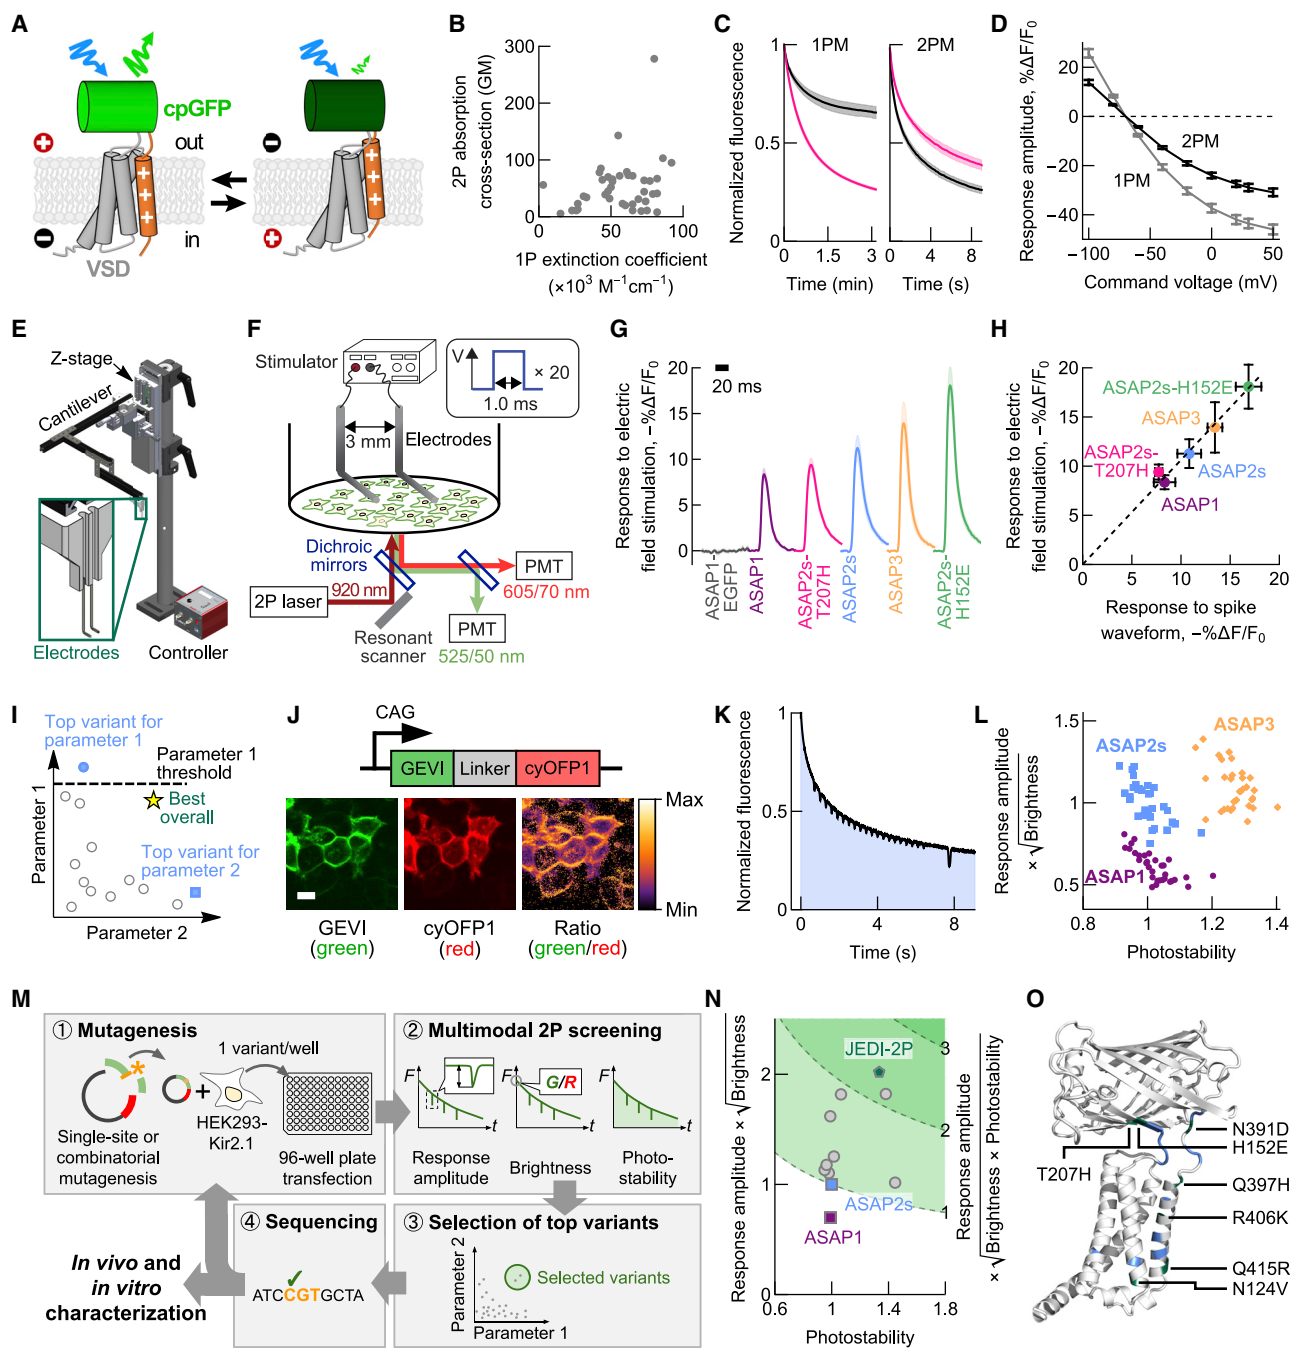 A
cpGFP
out
in
VSD
B
2P absorption
cross-section (GM)
300
200
100
0
0
50
100
1P extinction coefficient
(×10³ M⁻¹cm⁻¹)
C
Normalized fluorescence
1
0.5
0
1PM
2PM
0
1.5
3
Time (min)
0
4
8
Time (s)
D
Response amplitude, %ΔF/F₀
20
0
−20
−40
2PM
1PM
−100
−50
0
50
Command voltage (mV)
E
Z-stage
Cantilever
Electrodes
Controller
F
Stimulator
V
× 20
1.0 ms
3 mm
Electrodes
Dichroic
mirrors
920 nm
2P laser
PMT
605/70 nm
PMT
525/50 nm
Resonant
scanner
G
Response to electric
field stimulation, −%ΔF/F₀
20
16
12
8
4
0
20 ms
ASAP1-
EGFP
ASAP1
ASAP2s-
T207H
ASAP2s
ASAP3
ASAP2s-
H152E
H
Response to electric
field stimulation, −%ΔF/F₀
20
15
10
5
0
ASAP2s-H152E
ASAP3
ASAP2s-
T207H
ASAP2s
ASAP1
0
5
10
15
20
Response to spike
waveform, −%ΔF/F₀
I
Top variant for
parameter 1
Parameter 1
threshold
Best
overall
Top variant for
parameter 2
Parameter 1
Parameter 2
J
CAG
GEVI
Linker
cyOFP1
Max
Min
GEVI
(green)
cyOFP1
(red)
Ratio
(green/red)
K
Normalized fluorescence
1
0.5
0
0
4
8
Time (s)
L
Response amplitude
× √Brightness
1.5
1
0.5
ASAP3
ASAP2s
ASAP1
0.8
1
1.2
1.4
Photostability
M
① Mutagenesis
1 variant/well
HEK293-
Kir2.1
Single-site or
combinatorial
mutagenesis
96-well plate
transfection
② Multimodal 2P screening
F
t
F
G/R
t
F
t
Response
amplitude
Brightness
Photo-
stability
④ Sequencing
ATCCGTGCTA
③ Selection of top variants
Parameter 2
Selected variants
Parameter 1
In vivo and
in vitro
characterization
N
Response amplitude × √Brightness
2
1
0
JEDI-2P
ASAP2s
ASAP1
3
2
1
0.6
1
1.4
1.8
Photostability
Response amplitude
× √Brightness × Photostability
O
N391D
H152E
T207H
Q397H
R406K
Q415R
N124V